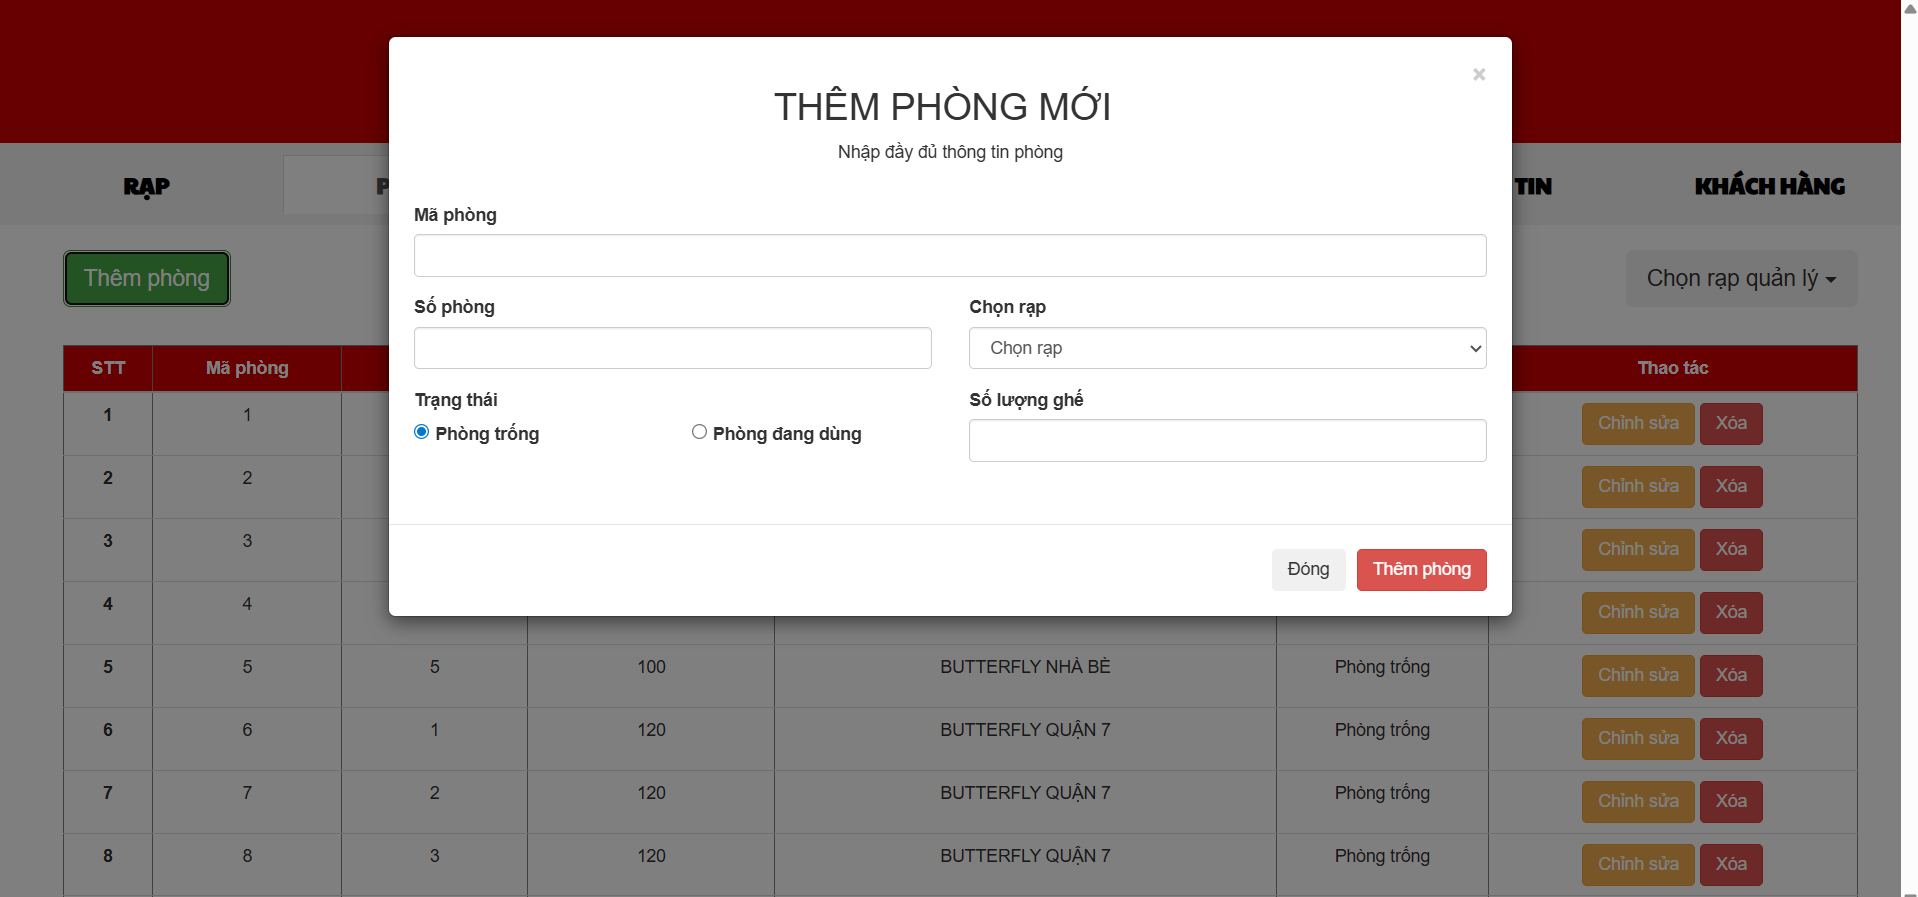 ×
THÊM PHÒNG MỚI
Nhập đầy đủ thông tin phòng
RẠP
TIN
KHÁCH HÀNG
Mã phòng
Thêm phòng
Chọn rạp quản lý
Số phòng
Chọn rạp
Chọn rạp
Trạng thái
Số lượng ghế
Phòng trống
Phòng đang dùng
Đóng
Thêm phòng
STT Mã phòng Thao tác
1 1 Chỉnh sửa Xóa
2 2 Chỉnh sửa Xóa
3 3 Chỉnh sửa Xóa
4 4 Chỉnh sửa Xóa
5 5 5 100 BUTTERFLY NHÀ BÈ Phòng trống Chỉnh sửa Xóa
6 6 1 120 BUTTERFLY QUẬN 7 Phòng trống Chỉnh sửa Xóa
7 7 2 120 BUTTERFLY QUẬN 7 Phòng trống Chỉnh sửa Xóa
8 8 3 120 BUTTERFLY QUẬN 7 Phòng trống Chỉnh sửa Xóa